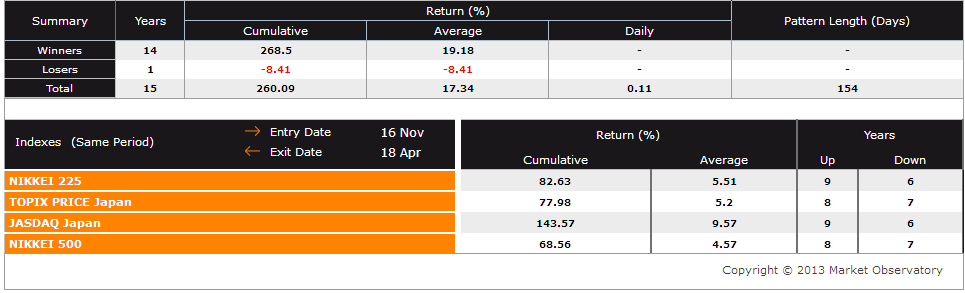 Summary Years Return (%) Pattern Length (Days)
Cumulative Average Daily
Winners 14 268.5 19.18 - -
Losers 1 -8.41 -8.41 - -
Total 15 260.09 17.34 0.11 154
Indexes (Same Period) → Entry Date 16 Nov Return (%) Years
← Exit Date 18 Apr Cumulative Average Up Down
NIKKEI 225 82.63 5.51 9 6
TOPIX PRICE Japan 77.98 5.2 8 7
JASDAQ Japan 143.57 9.57 9 6
NIKKEI 500 68.56 4.57 8 7
Copyright © 2013 Market Observatory